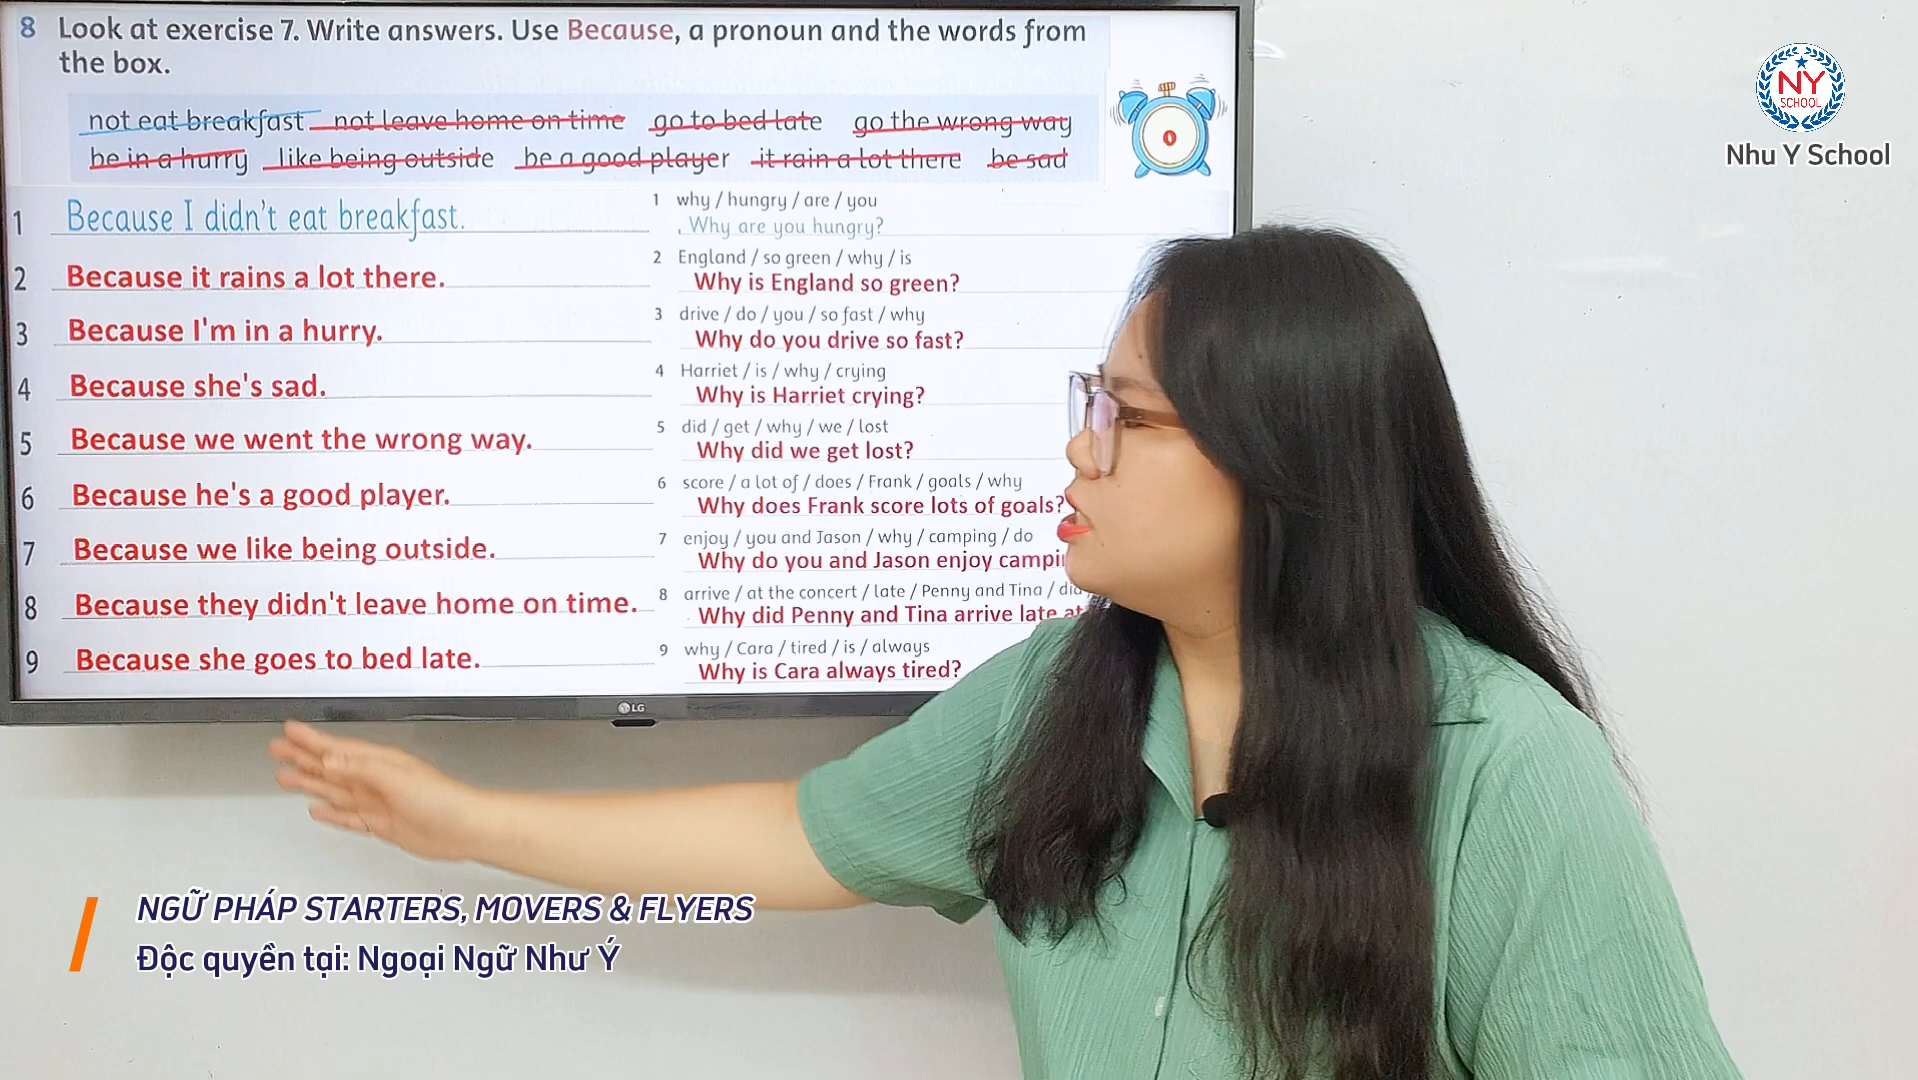 8 Look at exercise 7. Write answers. Use Because, a pronoun and the words from
the box.
not eat breakfast not leave home on time go to bed late go the wrong way
be in a hurry like being outside be a good player it rain a lot there be sad
1 Because I didn't eat breakfast.
2 Because it rains a lot there.
3 Because I'm in a hurry.
4 Because she's sad.
5 Because we went the wrong way.
6 Because he's a good player.
7 Because we like being outside.
8 Because they didn't leave home on time.
9 Because she goes to bed late.
1 why / hungry / are / you
Why are you hungry?
2 England / so green / why / is
Why is England so green?
3 drive / do / you / so fast / why
Why do you drive so fast?
4 Harriet / is / why / crying
Why is Harriet crying?
5 did / get / why / we / lost
Why did we get lost?
6 score / a lot of / does / Frank / goals / why
Why does Frank score lots of goals?
7 enjoy / you and Jason / why / camping / do
Why do you and Jason enjoy
8 arrive / at the concert / late / Penny and Tina /
Why did Penny and Tina arrive late at
9 why / Cara / tired / is / always
Why is Cara always tired?
LG
NY
SCHOOL
Nhu Y School
NGỮ PHÁP STARTERS, MOVERS & FLYERS
Độc quyền tại: Ngoại Ngữ Như Ý